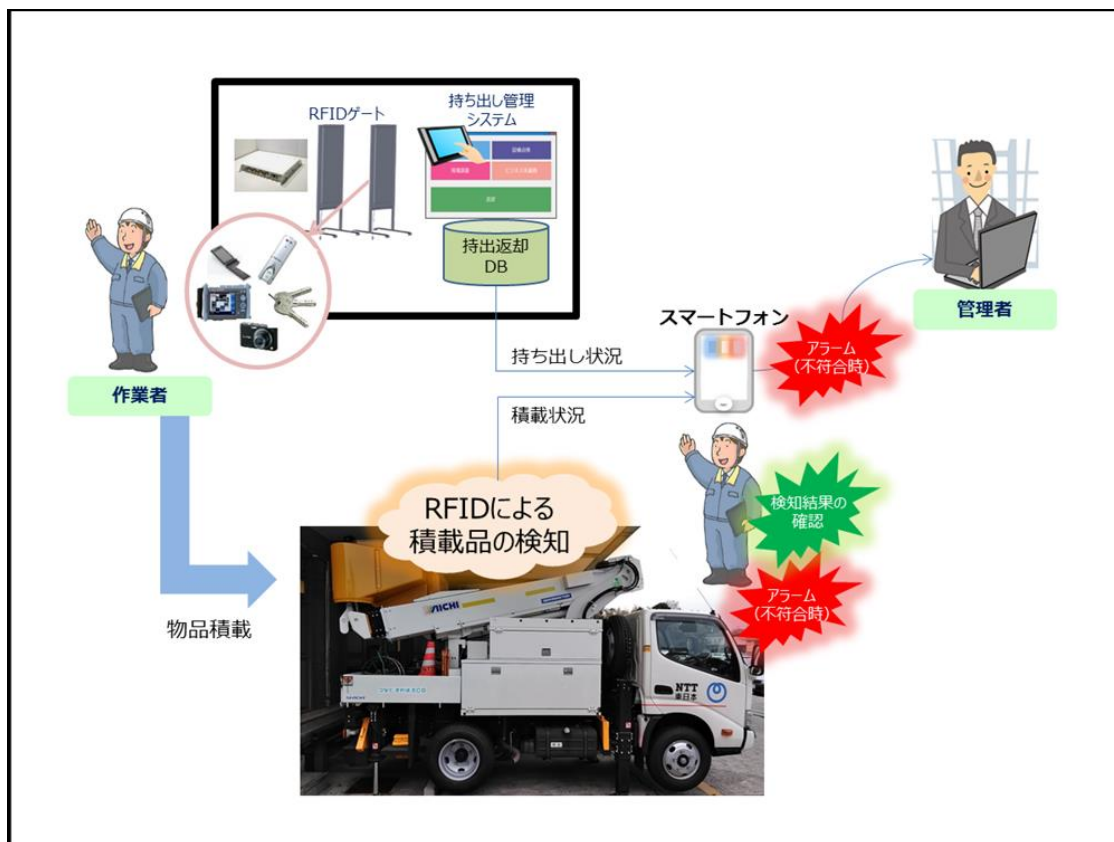 RFIDゲート
持ち出し管理
システム
持出返却
DB
作業者
物品積載
持ち出し状況
積載状況
スマートフォン
アラーム
(不符合時)
管理者
RFIDによる
積載品の検知
検知結果の
確認
アラーム
(不符合時)
AICHI
NTT
東日本